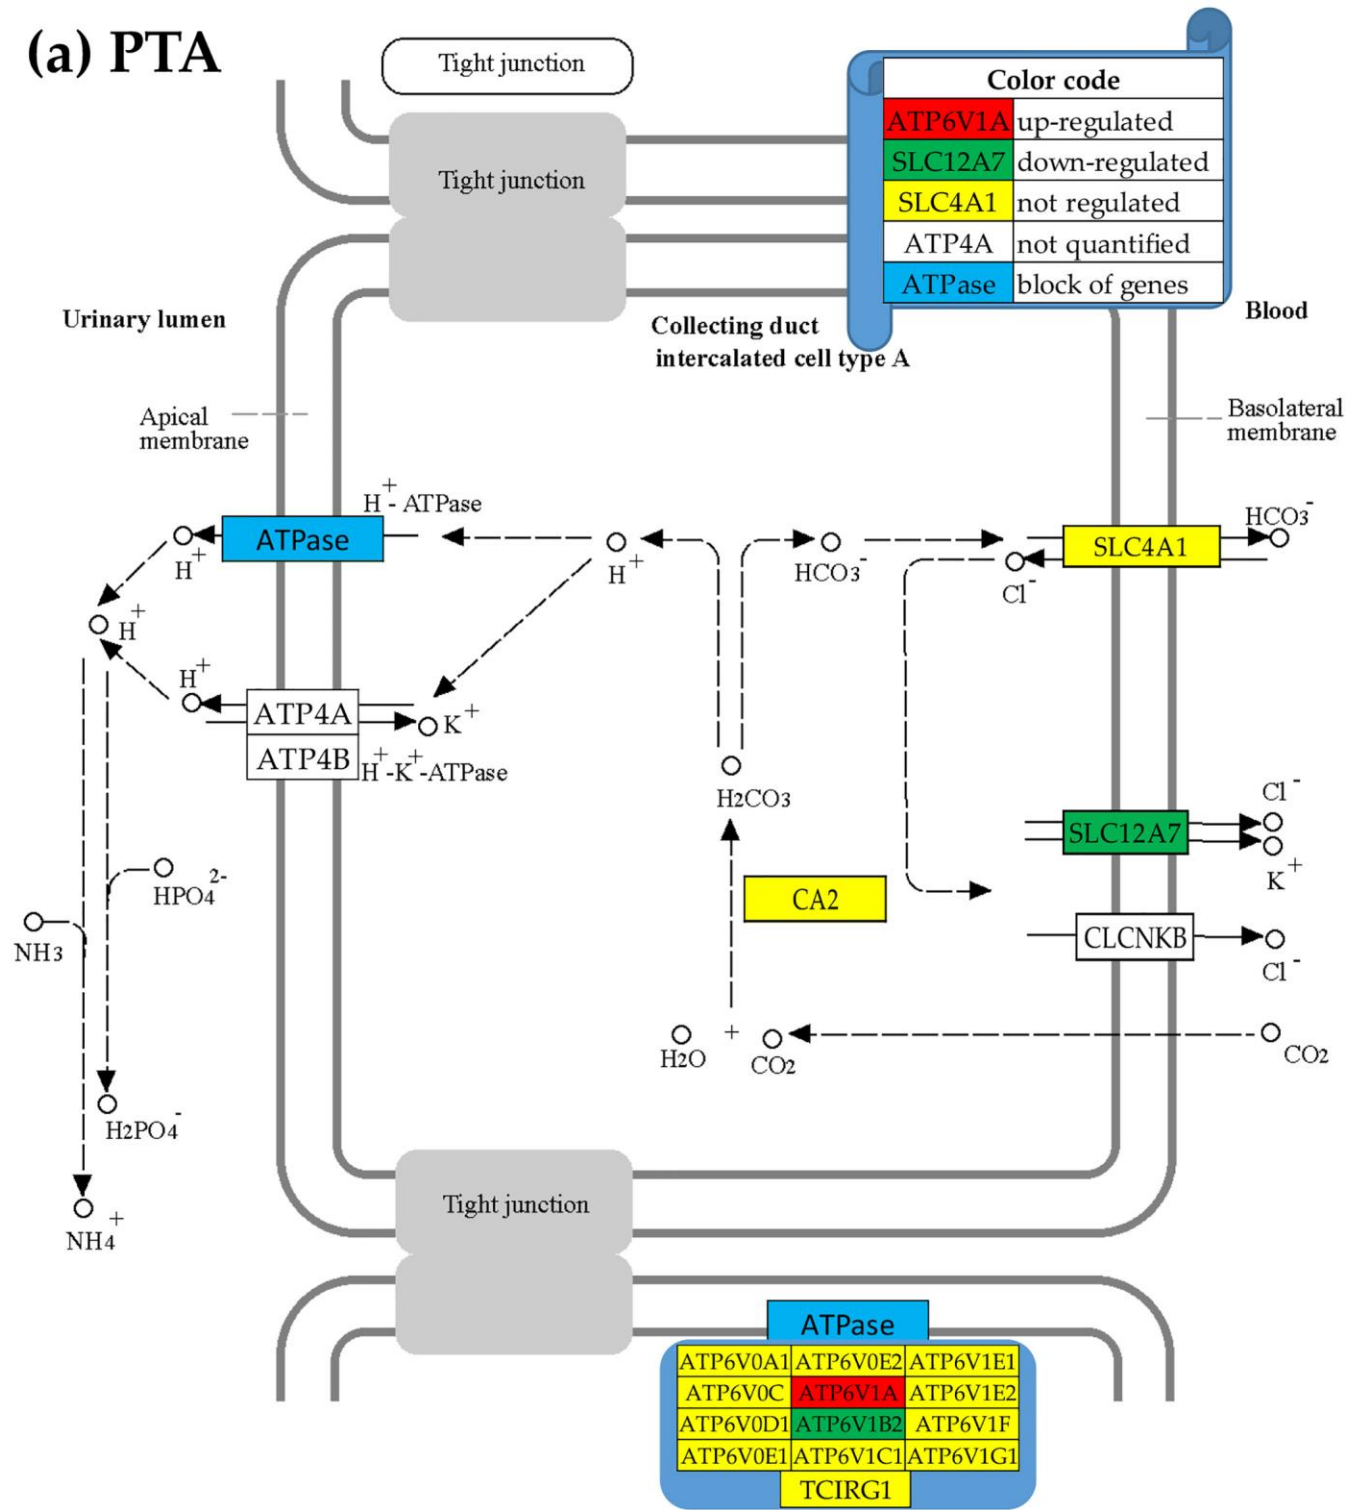 (a) PTA
Tight junction
Tight junction
Color code
ATP6V1A up-regulated
SLC12A7 down-regulated
SLC4A1 not regulated
ATP4A not quantified
ATPase block of genes
Urinary lumen
Collecting duct
intercalated cell type A
Blood
Apical
membrane
Basolateral
membrane
H+- ATPase
ATPase
H+
H+
HCO3-
Cl-
SLC4A1
HCO3-
H+
H+
ATP4A
K+
ATP4B
H+-K+-ATPase
H2CO3
Cl-
SLC12A7
K+
HPO4 2-
CA2
NH3
CLCNKB
Cl-
H2O + CO2
CO2
H2PO4-
NH4+
Tight junction
ATPase
ATP6V0A1 ATP6V0E2 ATP6V1E1
ATP6V0C ATP6V1A ATP6V1E2
ATP6V0D1 ATP6V1B2 ATP6V1F
ATP6V0E1 ATP6V1C1 ATP6V1G1
TCIRG1